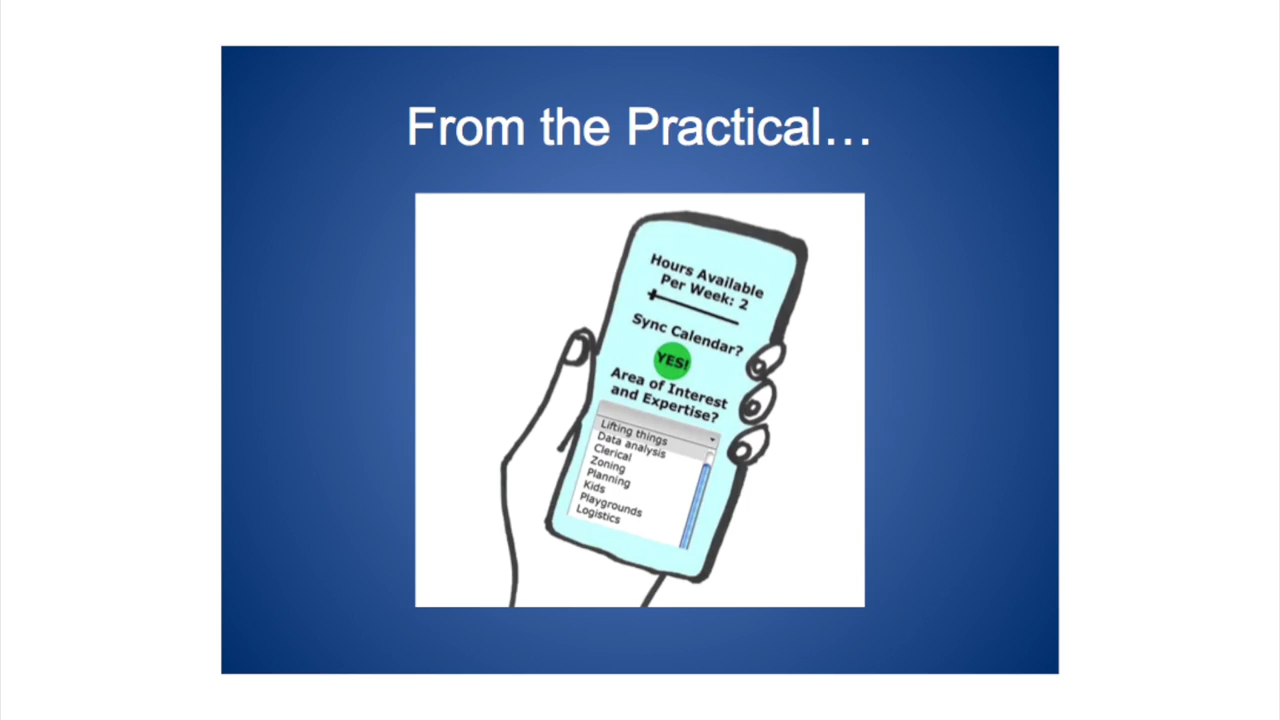 From the Practical…
Hours Available
Per Week: 2
Sync Calendar?
YES!
Area of Interest
and Expertise?
Lifting things
Data analysis
Clerical
Zoning
Planning
Kids
Playgrounds
Logistics